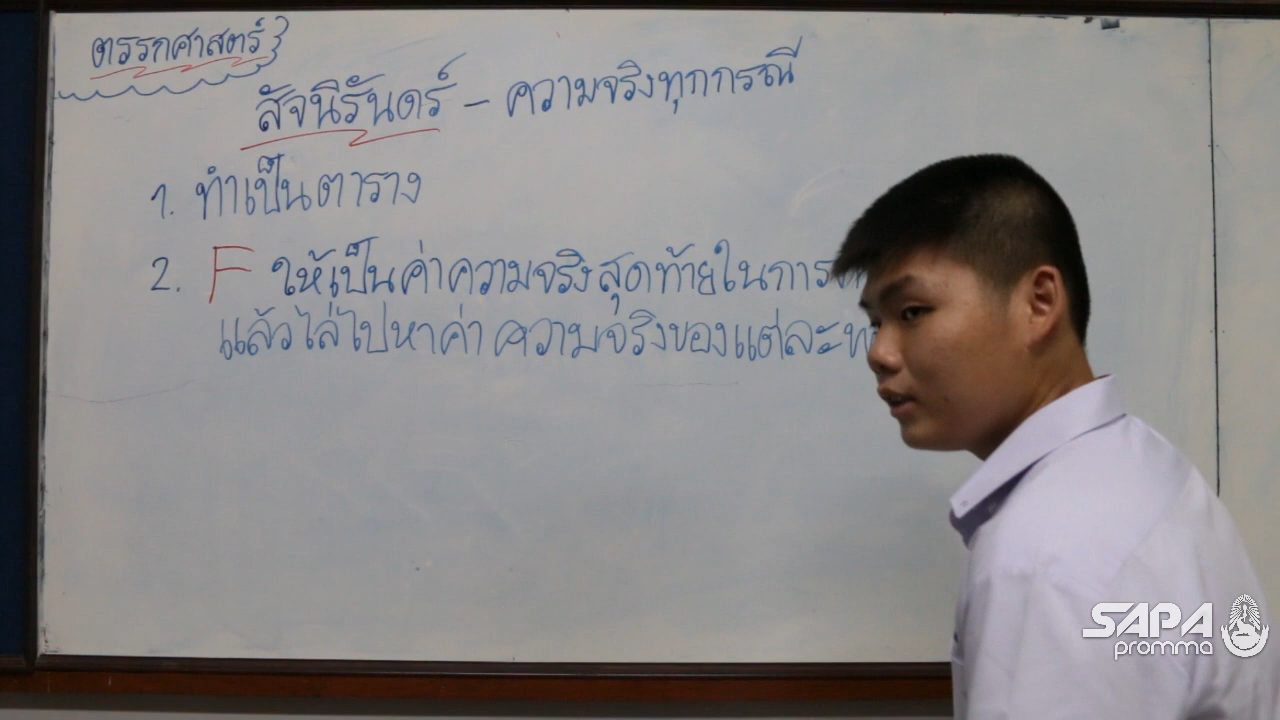 ตรรกศาสตร์
สัจนิรันดร์ - ความจริงทุกกรณี
1. ทำเป็นตาราง
2. F ให้เป็นค่าความจริงสุดท้ายในการ
แล้วไล่ไปหาค่าความจริงของแต่ละ
SAPA
promma